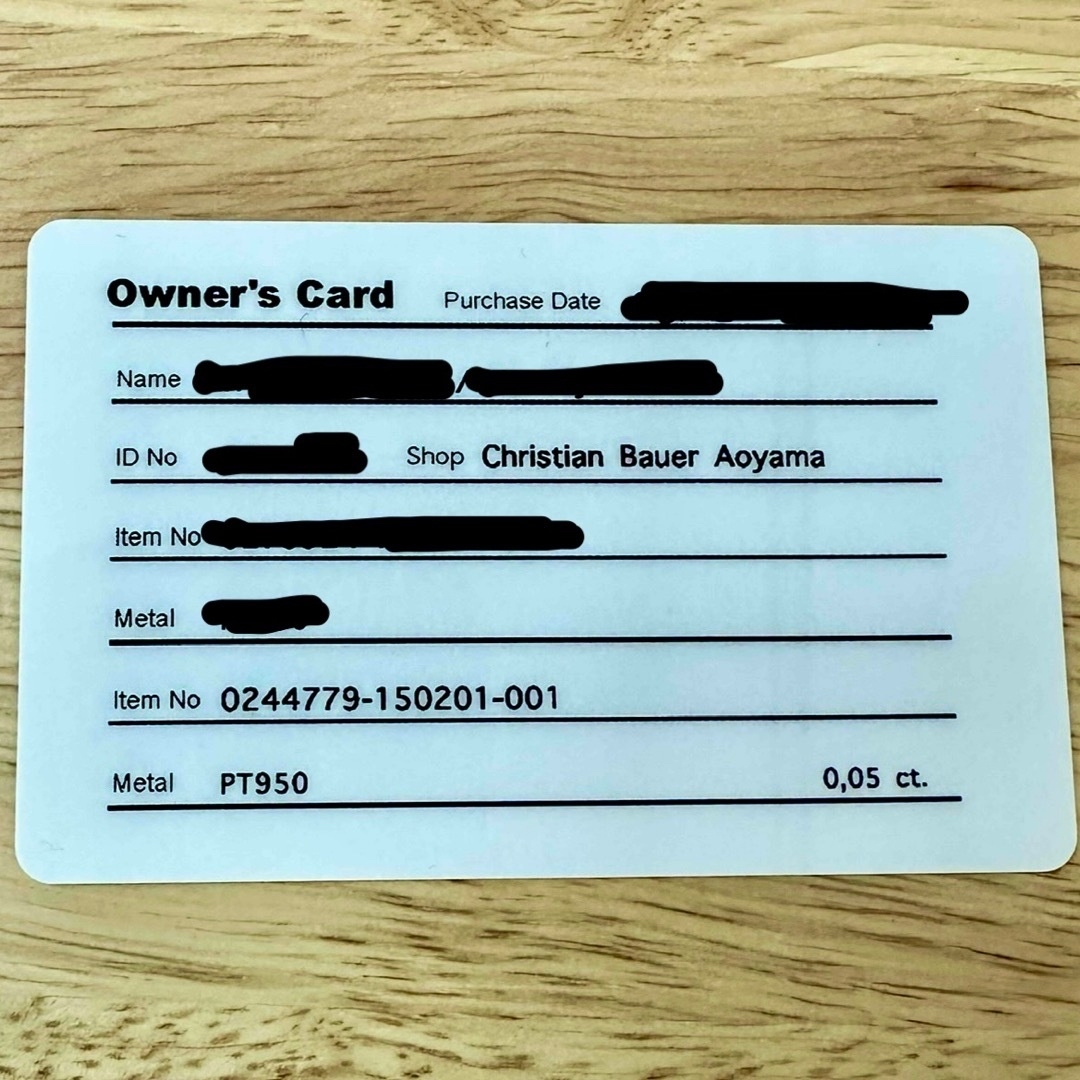 Owner's Card Purchase Date
Name
ID No Shop Christian Bauer Aoyama
Item No
Metal
Item No 0244779-150201-001
Metal PT950 0,05 ct.